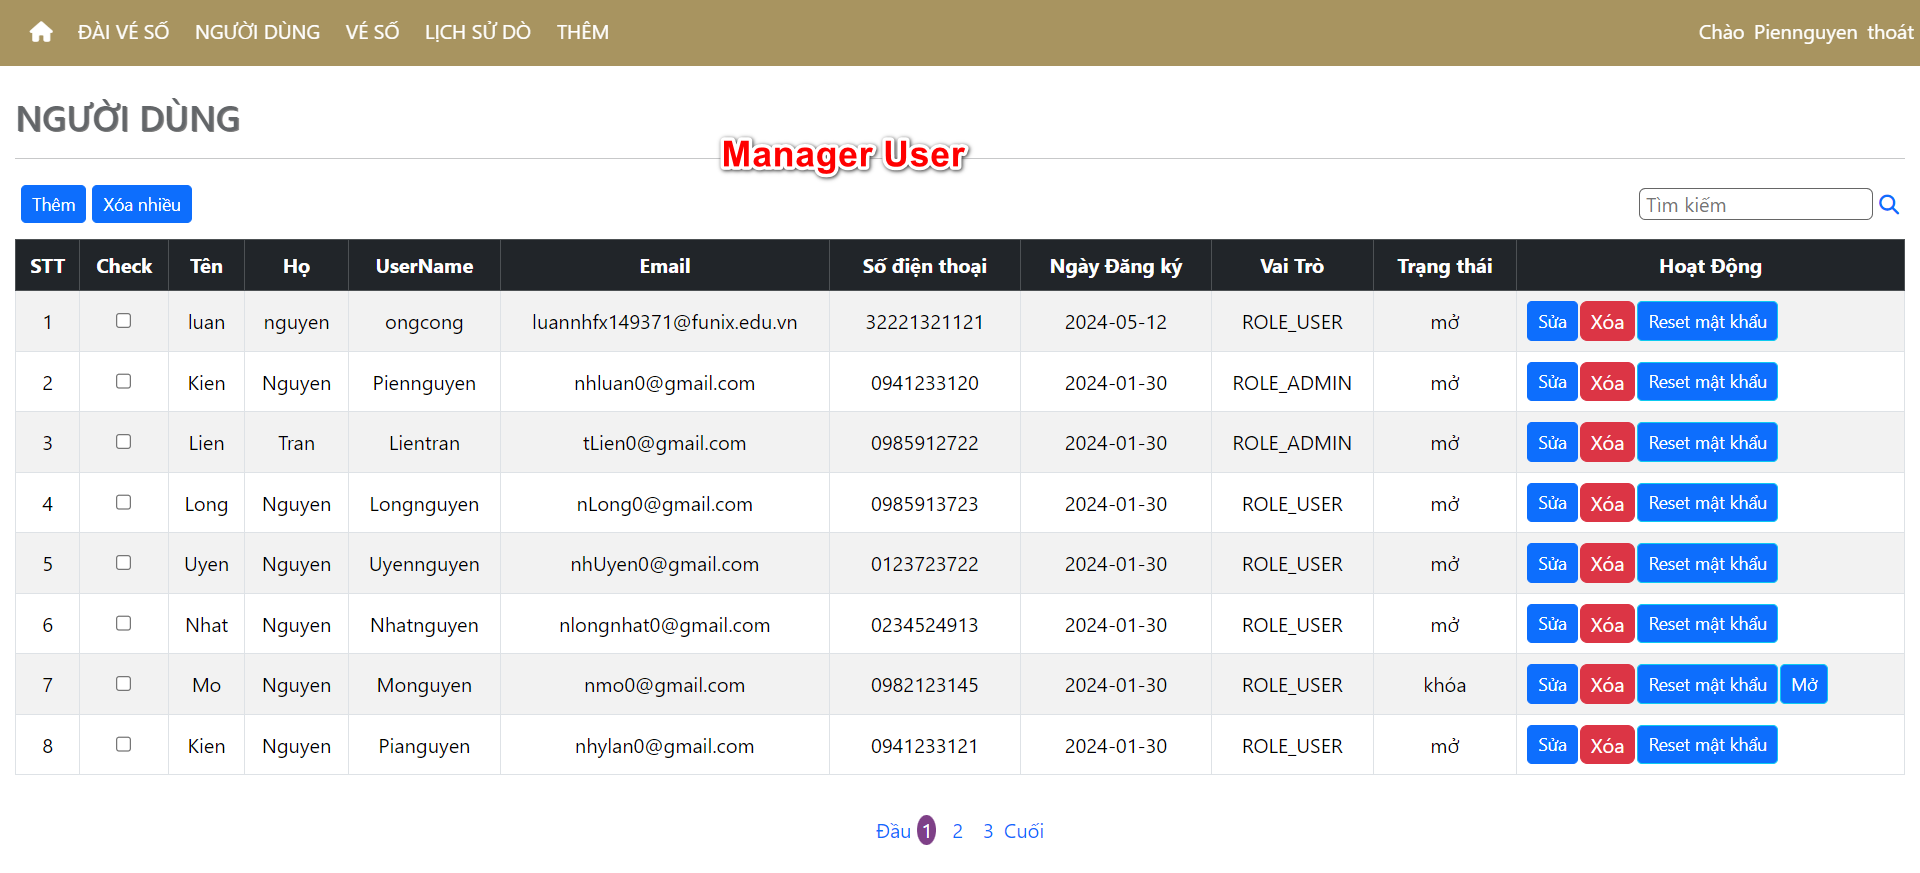 ĐÀI VÉ SỐ NGƯỜI DÙNG VÉ SỐ LỊCH SỬ DÒ THÊM Chào Piennguyen thoát
NGƯỜI DÙNG
Manager User
Thêm Xóa nhiều Tìm kiếm
STT Check Tên Họ UserName Email Số điện thoại Ngày Đăng ký Vai Trò Trạng thái Hoạt Động
1 luan nguyen ongcong luannhfx149371@funix.edu.vn 32221321121 2024-05-12 ROLE_USER mở Sửa Xóa Reset mật khẩu
2 Kien Nguyen Piennguyen nhluan0@gmail.com 0941233120 2024-01-30 ROLE_ADMIN mở Sửa Xóa Reset mật khẩu
3 Lien Tran Lientran tLien0@gmail.com 0985912722 2024-01-30 ROLE_ADMIN mở Sửa Xóa Reset mật khẩu
4 Long Nguyen Longnguyen nLong0@gmail.com 0985913723 2024-01-30 ROLE_USER mở Sửa Xóa Reset mật khẩu
5 Uyen Nguyen Uyennguyen nhUyen0@gmail.com 0123723722 2024-01-30 ROLE_USER mở Sửa Xóa Reset mật khẩu
6 Nhat Nguyen Nhatnguyen nlongnhat0@gmail.com 0234524913 2024-01-30 ROLE_USER mở Sửa Xóa Reset mật khẩu
7 Mo Nguyen Monguyen nmo0@gmail.com 0982123145 2024-01-30 ROLE_USER khóa Sửa Xóa Reset mật khẩu Mở
8 Kien Nguyen Pianguyen nhylan0@gmail.com 0941233121 2024-01-30 ROLE_USER mở Sửa Xóa Reset mật khẩu
Đầu 1 2 3 Cuối